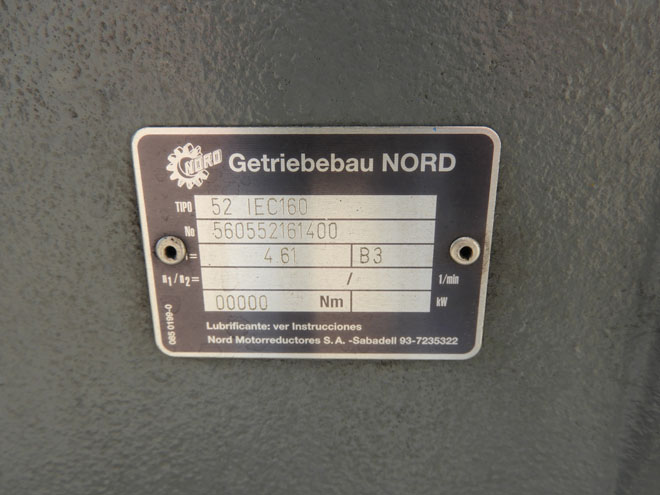 NORD Getriebebau NORD
TIPO 52 IEC160
No 560552161400
= 4.61 B3
n1/n2= / 1/min
00000 Nm kW
Lubrificante: ver Instrucciones
Nord Motorreductores S.A. -Sabadell 93-7235322
085 0199-0